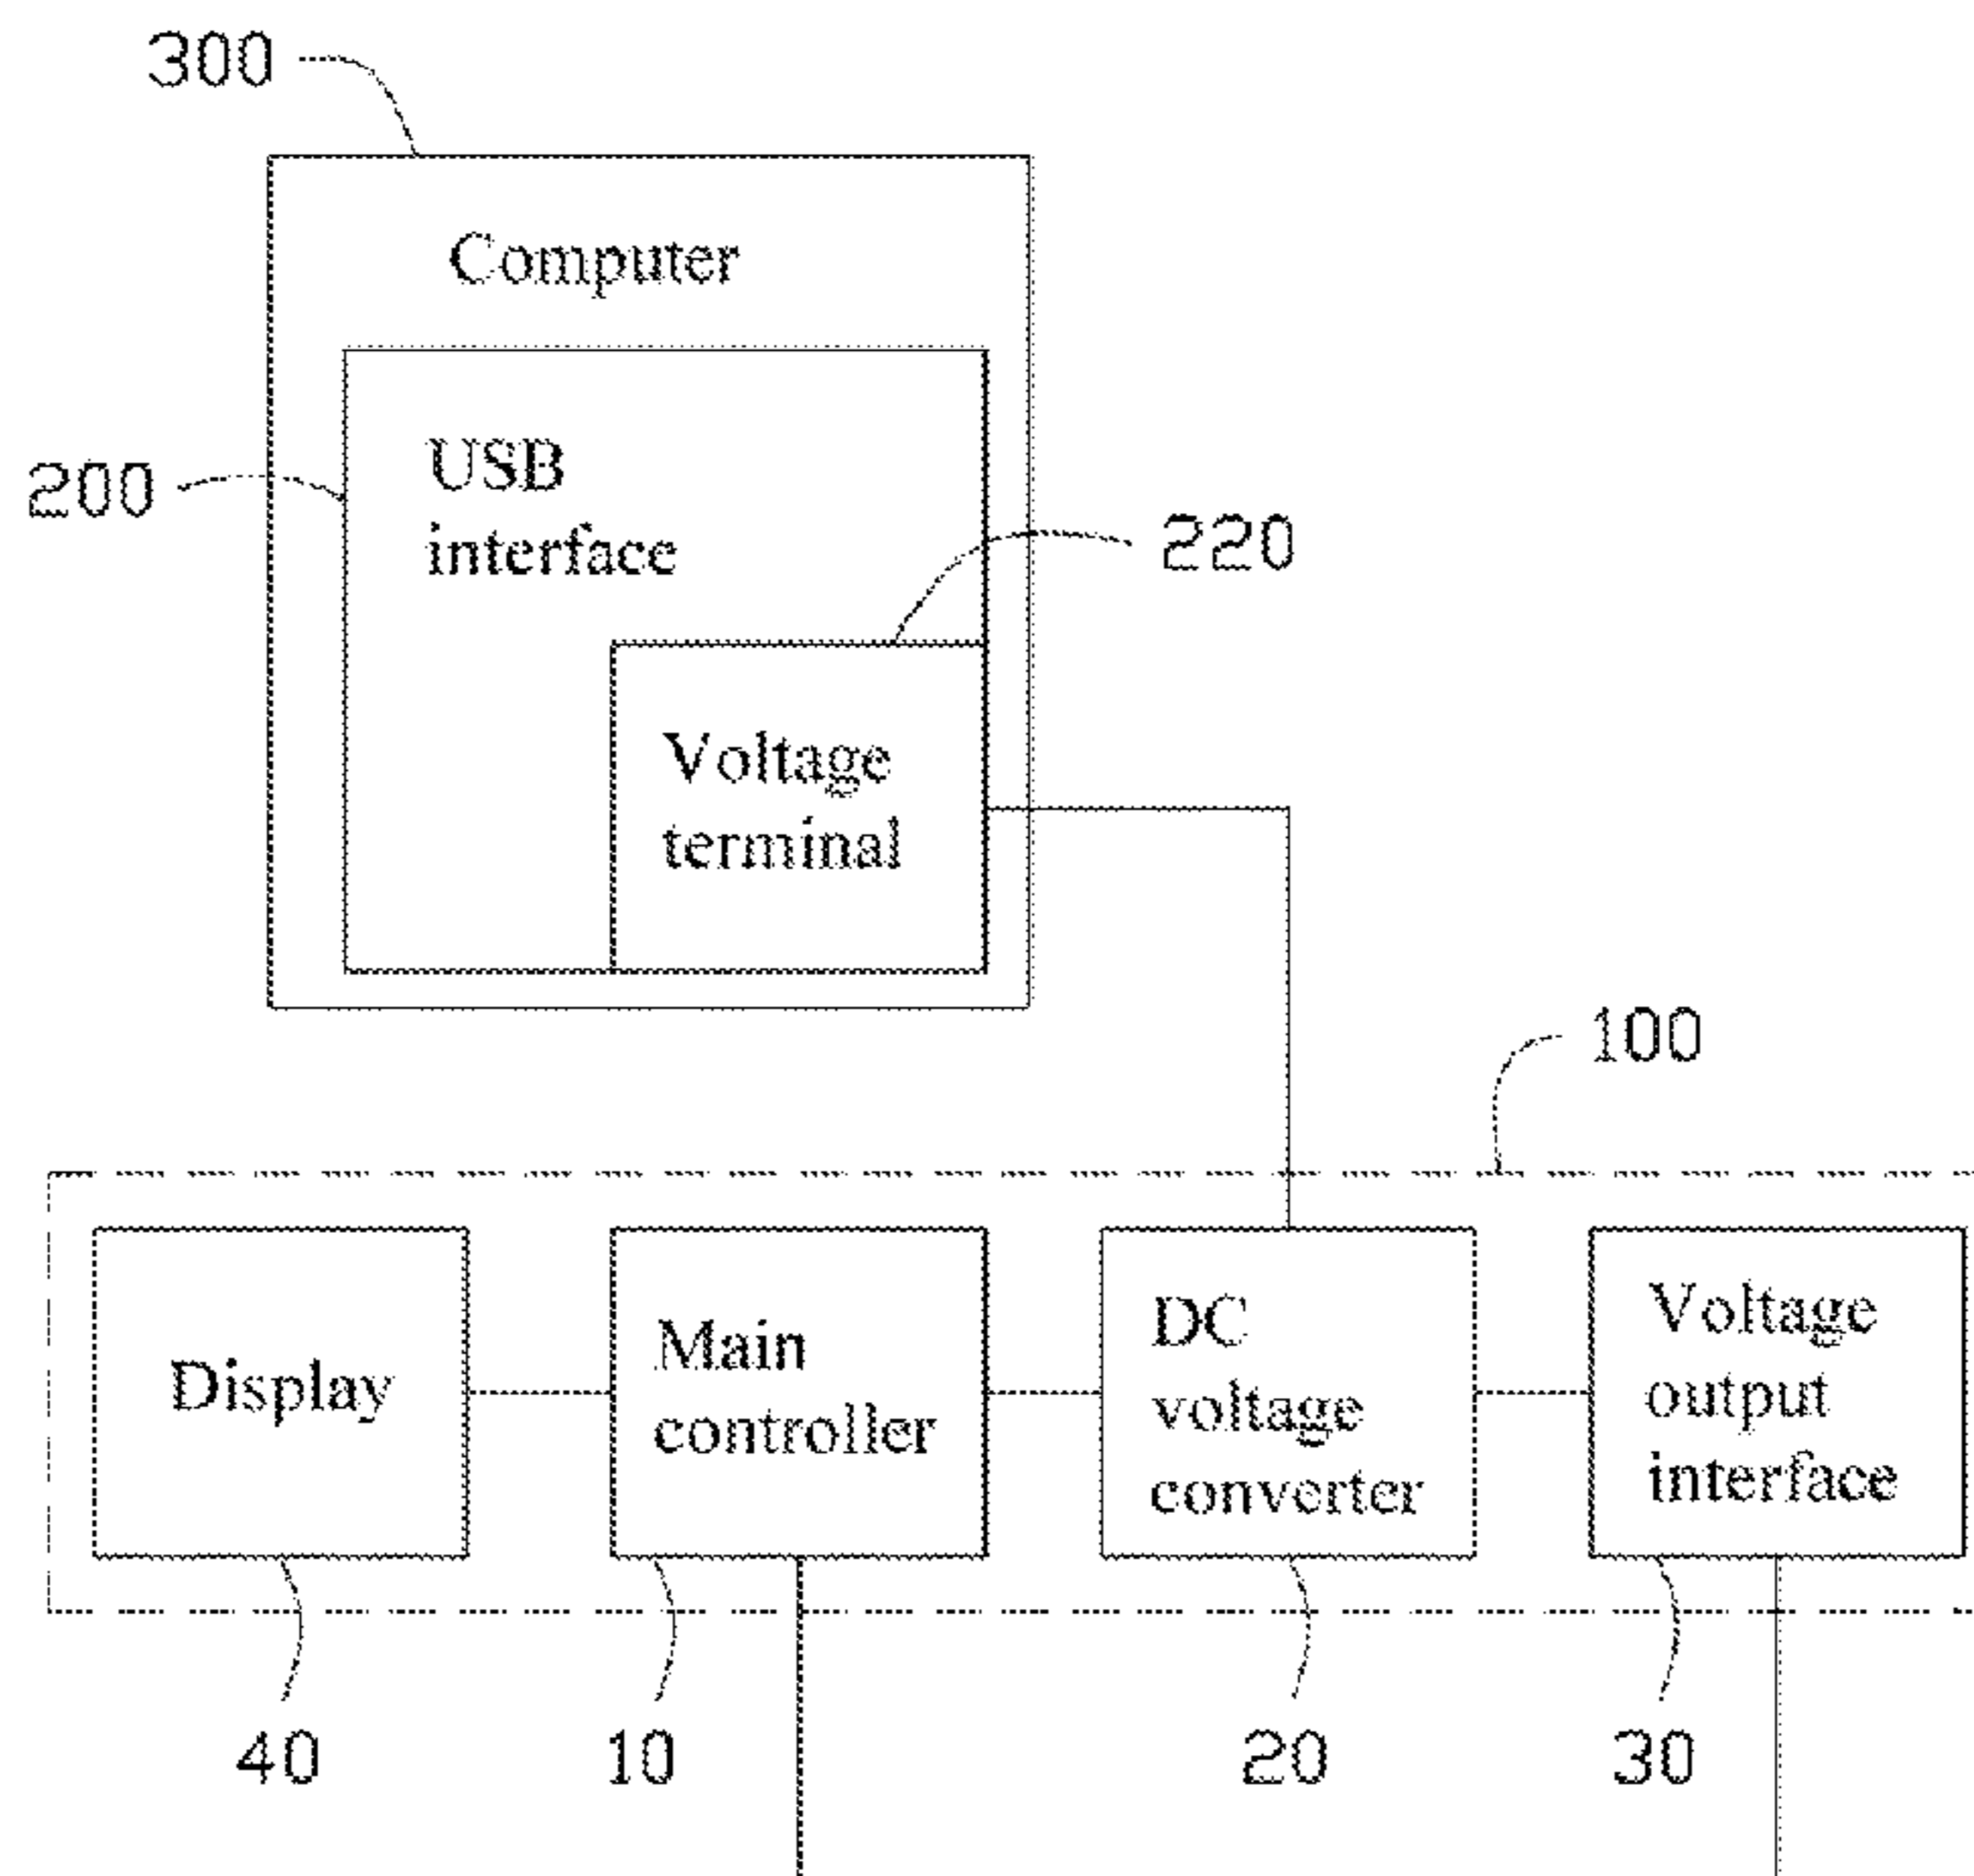 300
Computer
200
USB
interface
220
Voltage
terminal
100
Display
Main
controller
DC
voltage
converter
Voltage
output
interface
40
10
20
30